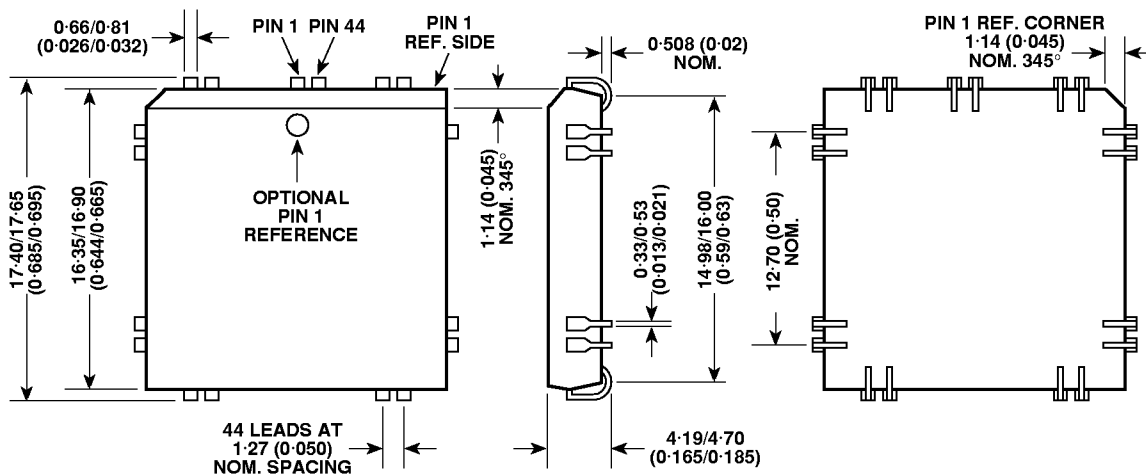 0·66/0·81
(0·026/0·032)
PIN 1
PIN 44
PIN 1
REF. SIDE
0·508 (0·02)
NOM.
PIN 1 REF. CORNER
1·14 (0·045)
NOM. 345°
17·40/17·65
(0·685/0·695)
16·35/16·90
(0·644/0·665)
OPTIONAL
PIN 1
REFERENCE
1·14 (0·045)
NOM. 345°
0·33/0·53
(0·013/0·021)
14·98/16·00
(0·59/0·63)
12·70 (0·50)
NOM.
44 LEADS AT
1·27 (0·050)
NOM. SPACING
4·19/4·70
(0·165/0·185)